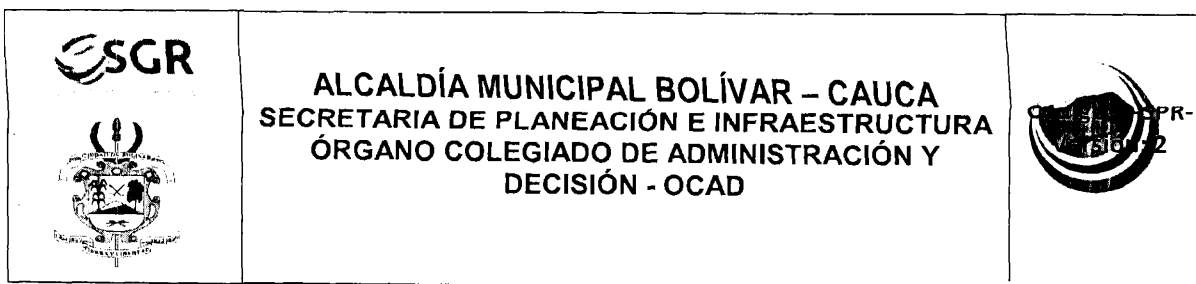 SGR
ALCALDÍA MUNICIPAL BOLÍVAR – CAUCA
SECRETARIA DE PLANEACIÓN E INFRAESTRUCTURA
ÓRGANO COLEGIADO DE ADMINISTRACIÓN Y
DECISIÓN - OCAD